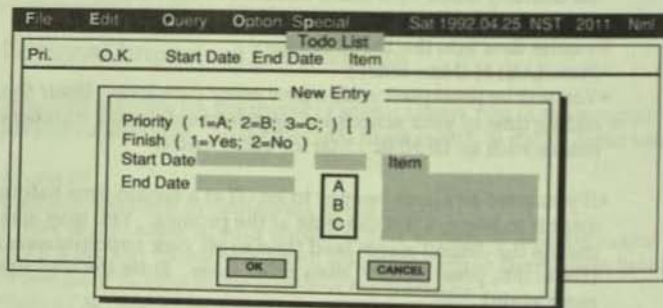 File Edit Query Option Special Sat 1992.04.25 NST 2011 Nml
Todo List
Pri. O.K. Start Date End Date Item
New Entry
Priority ( 1=A; 2=B; 3=C; ) [ ]
Finish ( 1=Yes; 2=No )
Start Date Item
End Date
A
B
C
OK CANCEL